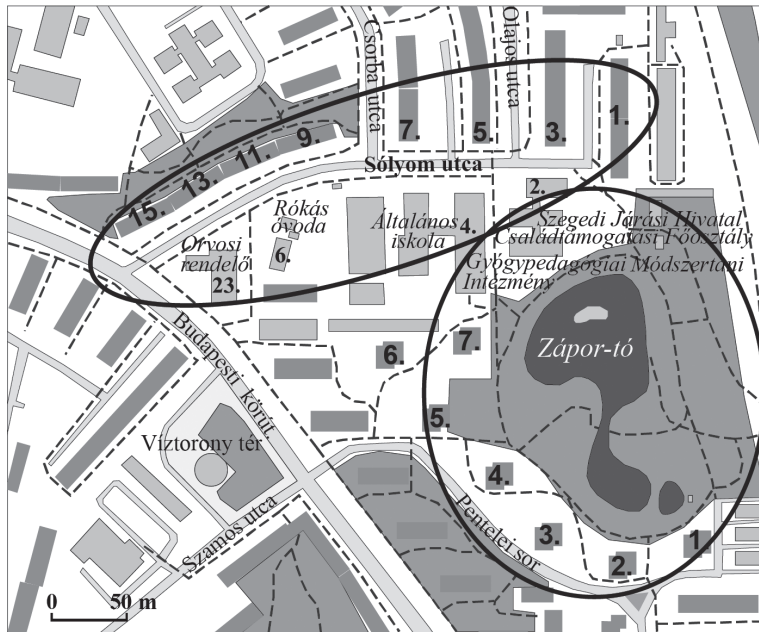 Csorba utca
Olajos utca
7.
5.
3.
1.
9.
11.
13.
15.
Sólyom utca
2.
Rókás
óvoda
6.
Általános
iskola
4.
Szegedi Járási Hivatal
Családtámogatási Főosztály
Gyógypedagógiai Módszertani
Intézmény
Orvosi
rendelő
23.
Budapesti körút
6.
7.
Zápor-tó
5.
Víztorony tér
4.
Szamos utca
Pentelei sor
3.
2.
1.
0 50 m